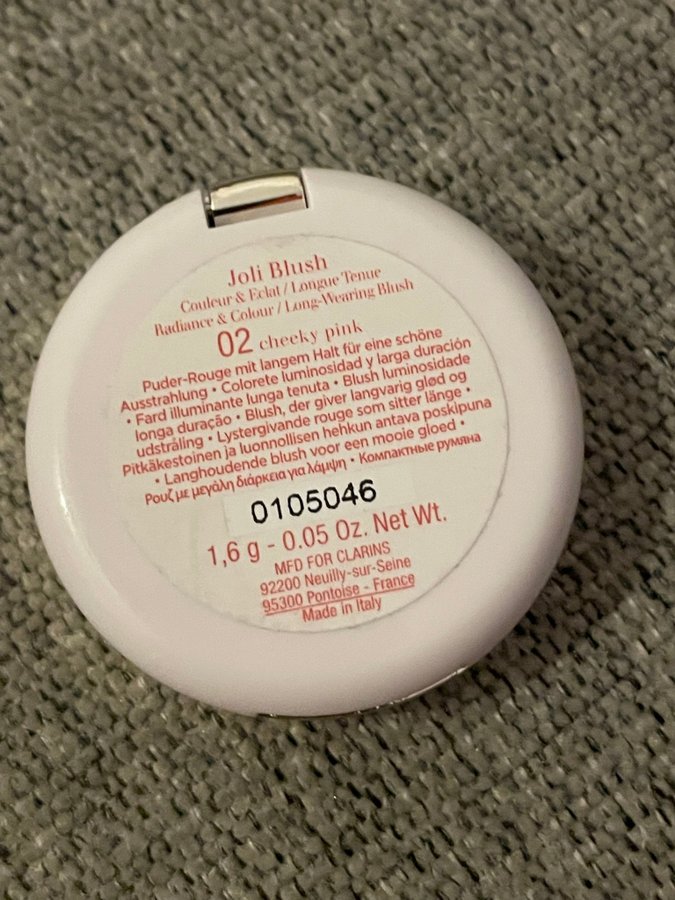 Joli Blush
Couleur & Eclat / Longue Tenue
Radiance & Colour / Long-Wearing Blush
02 cheeky pink
Puder-Rouge mit langem Halt für eine schöne
Ausstrahlung • Colorete luminosidad y larga duración
• Fard illuminante lunga tenuta • Blush luminosidade
longa duração • Blush, der giver langvarig glød og
udstråling • Lystergivande rouge som sitter länge •
Pitkäkestoinen ja luonnollisen hehkun antava poskipuna
• Langhoudende blush voor een mooie gloed •
Ρουζ με μεγάλη διάρκεια για λάμψη • Компактные румяна
0105046
1,6 g - 0.05 Oz. Net Wt.
MFD FOR CLARINS
92200 Neuilly-sur-Seine
95300 Pontoise - France
Made in Italy